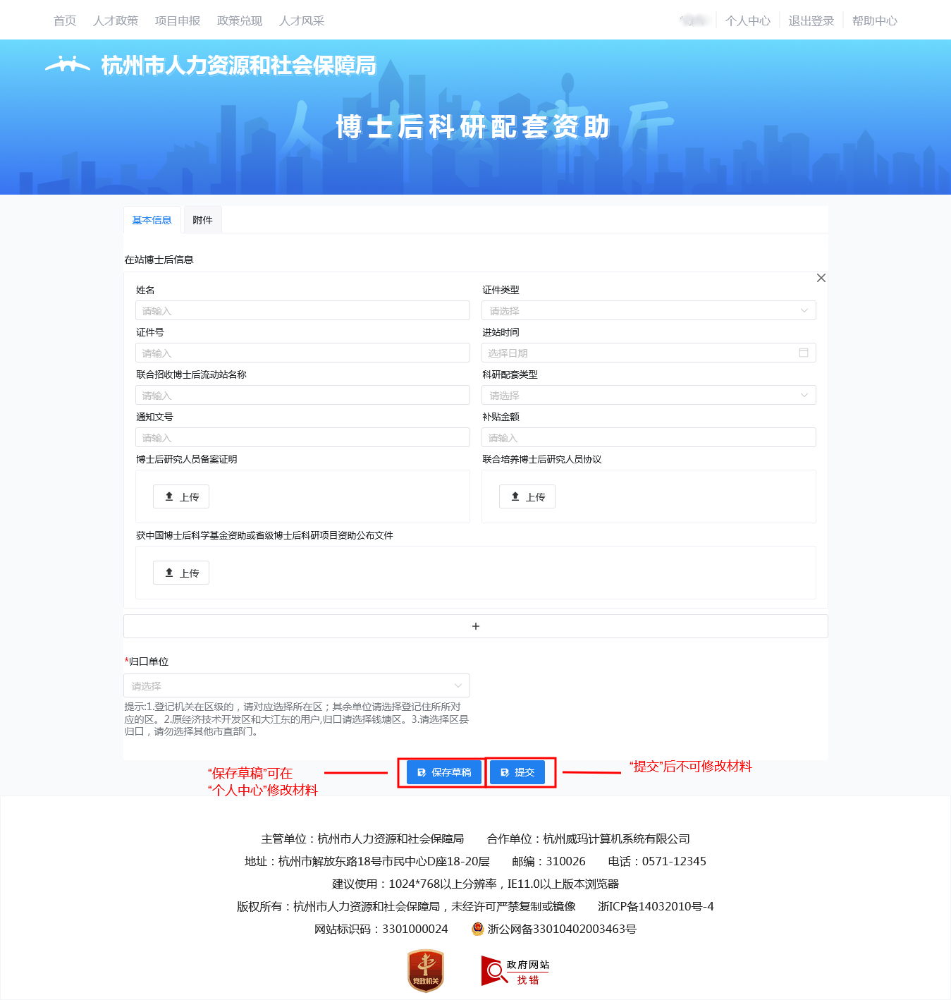 首页 人才政策 项目申报 政策兑现 人才风采 个人中心 退出登录 帮助中心
杭州市人力资源和社会保障局
博士后科研配套资助
基本信息 附件
在站博士后信息
姓名 证件类型
请输入 请选择
证件号 进站时间
请输入 选择日期
联合招收博士后流动站名称 科研配套类型
请输入 请选择
通知文号 补贴金额
请输入 请输入
博士后研究人员备案证明 联合培养博士后研究人员协议
上传 上传
获中国博士后科学基金资助或省级博士后科研项目资助公布文件
上传
+
*归口单位
请选择
提示:1.登记机关在区级的，请对应选择所在区；其余单位请选择登记住所所对
应的区。2.原经济技术开发区和大江东的用户,归口请选择钱塘区。3.请选择区县
归口，请勿选择其他市直部门。
“保存草稿”可在
“个人中心”修改材料
保存草稿 提交
“提交”后不可修改材料
主管单位：杭州市人力资源和社会保障局 合作单位：杭州威玛计算机系统有限公司
地址：杭州市解放东路18号市民中心D座18-20层 邮编：310026 电话：0571-12345
建议使用：1024*768以上分辨率，IE11.0以上版本浏览器
版权所有：杭州市人力资源和社会保障局，未经许可严禁复制或镜像 浙ICP备14032010号-4
网站标识码：3301000024 浙公网备33010402003463号
党政机关 政府网站
找错